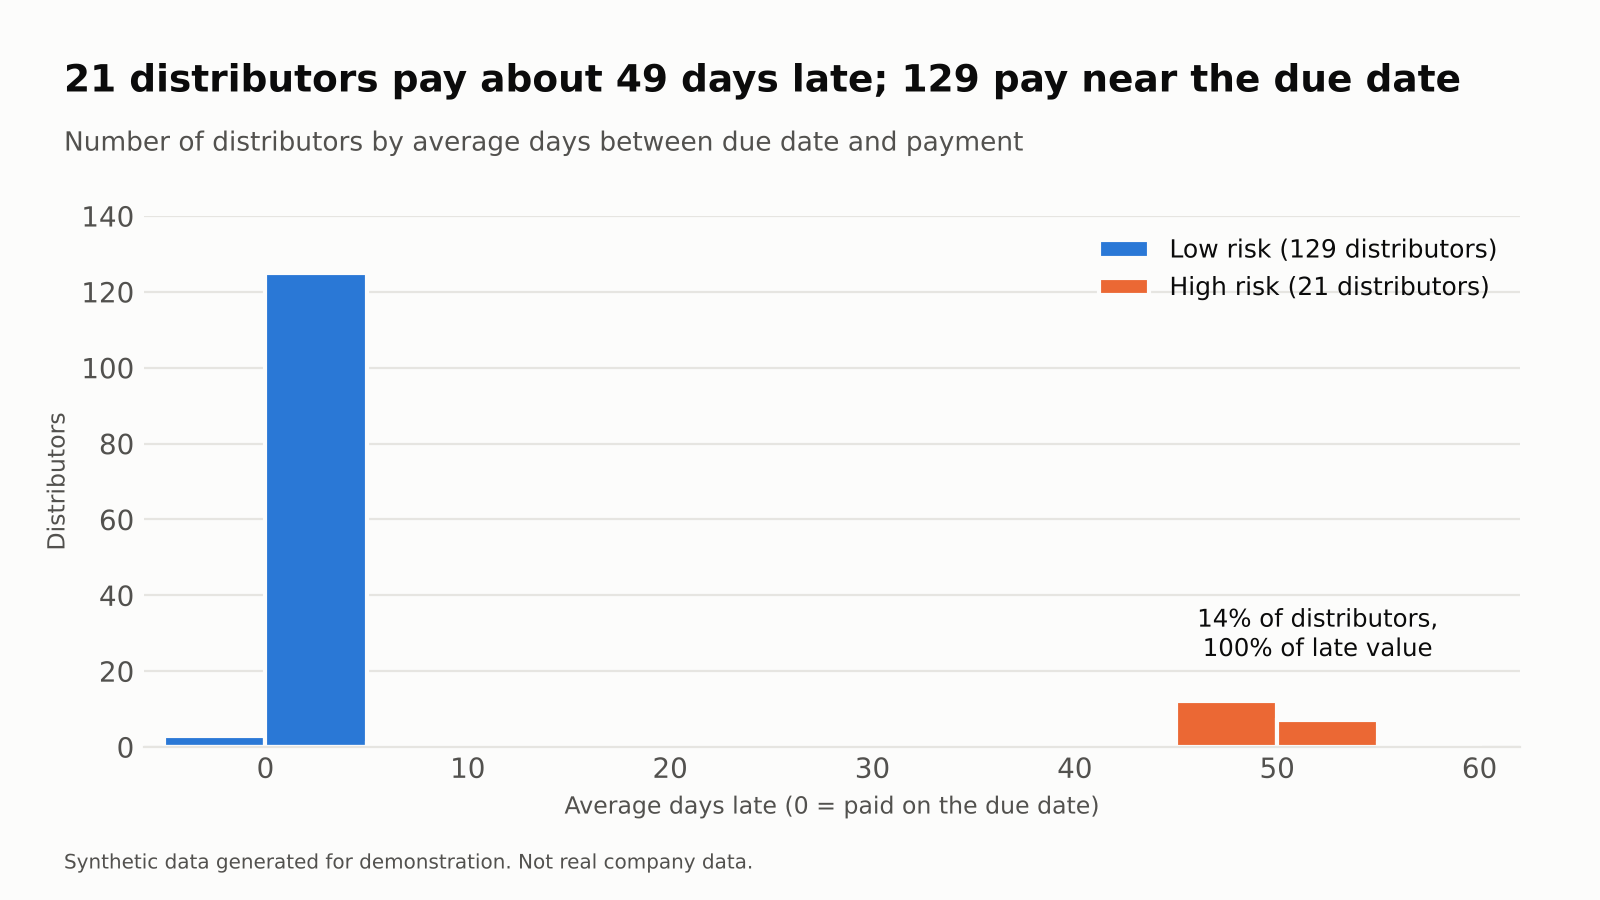 21 distributors pay about 49 days late; 129 pay near the due date
Number of distributors by average days between due date and payment
140
120
100
80
60
40
20
0
Distributors
Low risk (129 distributors)
High risk (21 distributors)
14% of distributors,
100% of late value
0 10 20 30 40 50 60
Average days late (0 = paid on the due date)
Synthetic data generated for demonstration. Not real company data.